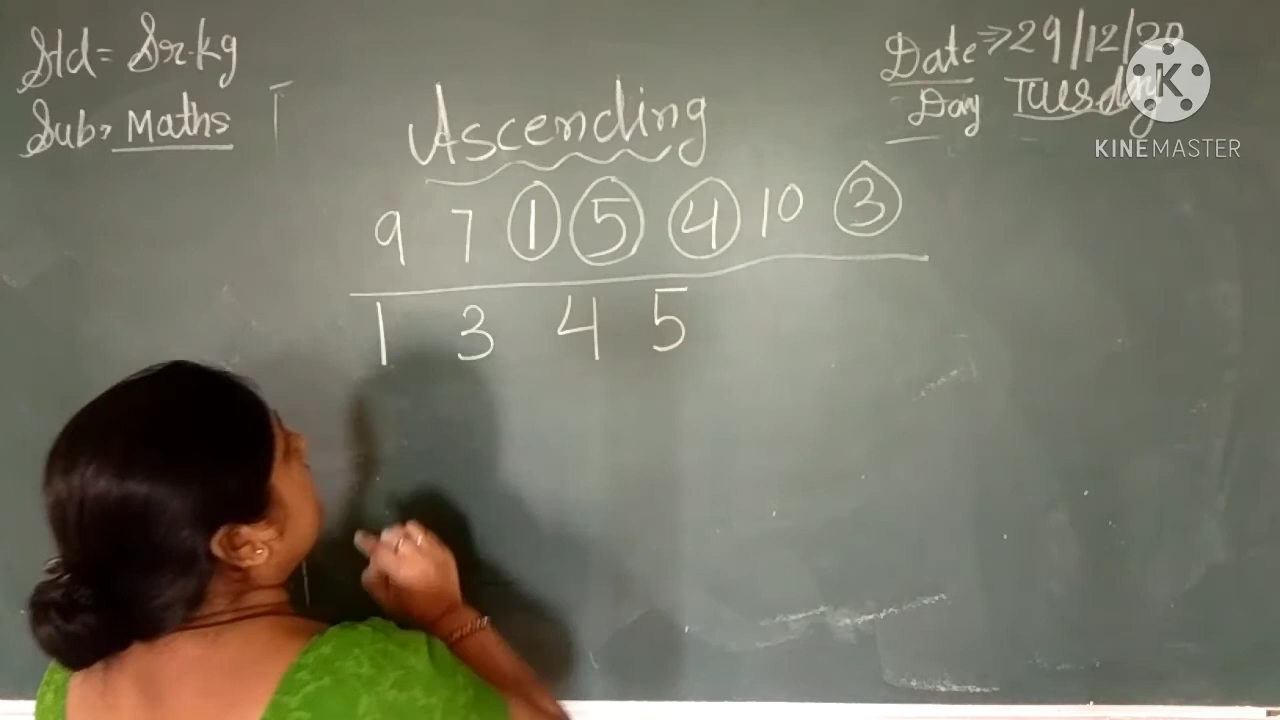 Std = Sr.kg
Sub> Maths
Date => 29/12/20
Day Tuesday
KINEMASTER
Ascending
9 7 1 5 4 10 3
1 3 4 5